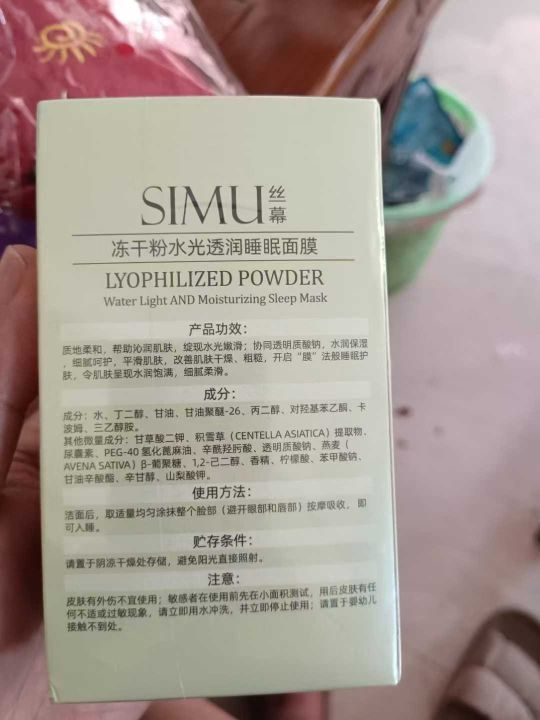 SIMU丝幕
冻干粉水光透润睡眠面膜
LYOPHILIZED POWDER
Water Light AND Moisturizing Sleep Mask
产品功效：
质地柔和，帮助沁润肌肤，绽现水光嫩滑；协同透明质酸钠，水润保湿
，细腻呵护，平滑肌肤，改善肌肤干燥、粗糙，开启“膜”法般睡眠护
肤，令肌肤呈现水润饱满，细腻柔滑。
成分：
成分：水、丁二醇、甘油、甘油聚醚-26、丙二醇、对羟基苯乙酮、卡
波姆、三乙醇胺。
其他微量成分：甘草酸二钾、积雪草（CENTELLA ASIATICA）提取物、
尿囊素、PEG-40 氢化蓖麻油、辛酰羟肟酸、透明质酸钠、燕麦（
AVENA SATIVA）β-葡聚糖、1,2-己二醇、香精、柠檬酸、苯甲酸钠、
甘油辛酸酯、辛甘醇、山梨酸钾。
使用方法：
洁面后，取适量均匀涂抹整个脸部（避开眼部和唇部）按摩吸收，即
可入睡。
贮存条件：
请置于阴凉干燥处存储，避免阳光直接照射。
注意：
皮肤有外伤不宜使用；敏感者在使用前先在小面积测试，用后皮肤有任
何不适或过敏现象，请立即用水冲洗，并立即停止使用；请置于婴幼儿
接触不到处。